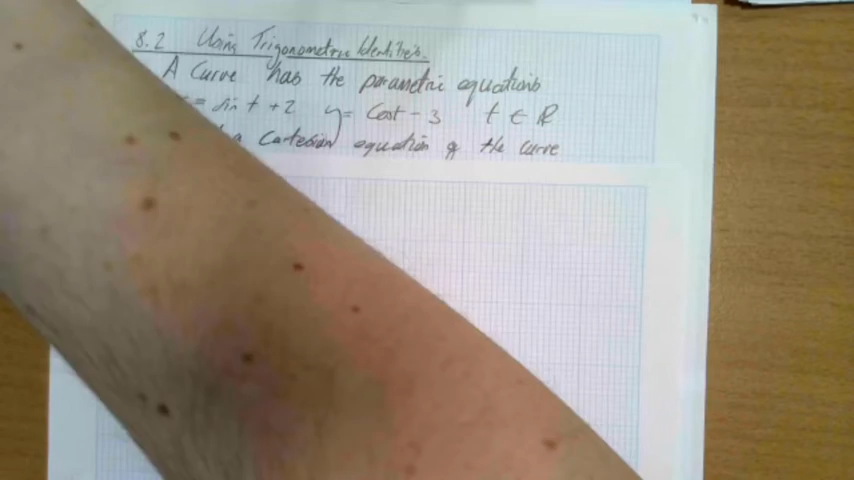 8.2 Using Trigonometric Identities.
A Curve has the parametric equations
= sin t + 2 y = Cost - 3 t ∈ ℝ
a Cartesian equation of the curve